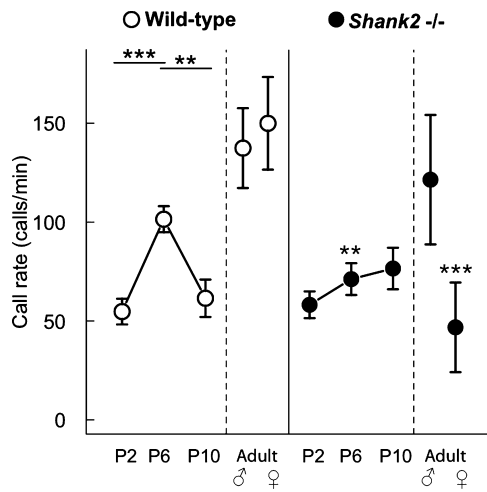 Wild-type Shank2 -/-
*** **
150
100
50
0
Call rate (calls/min)
**
***
P2 P6 P10 Adult P2 P6 P10 Adult
♂ ♀ ♂ ♀